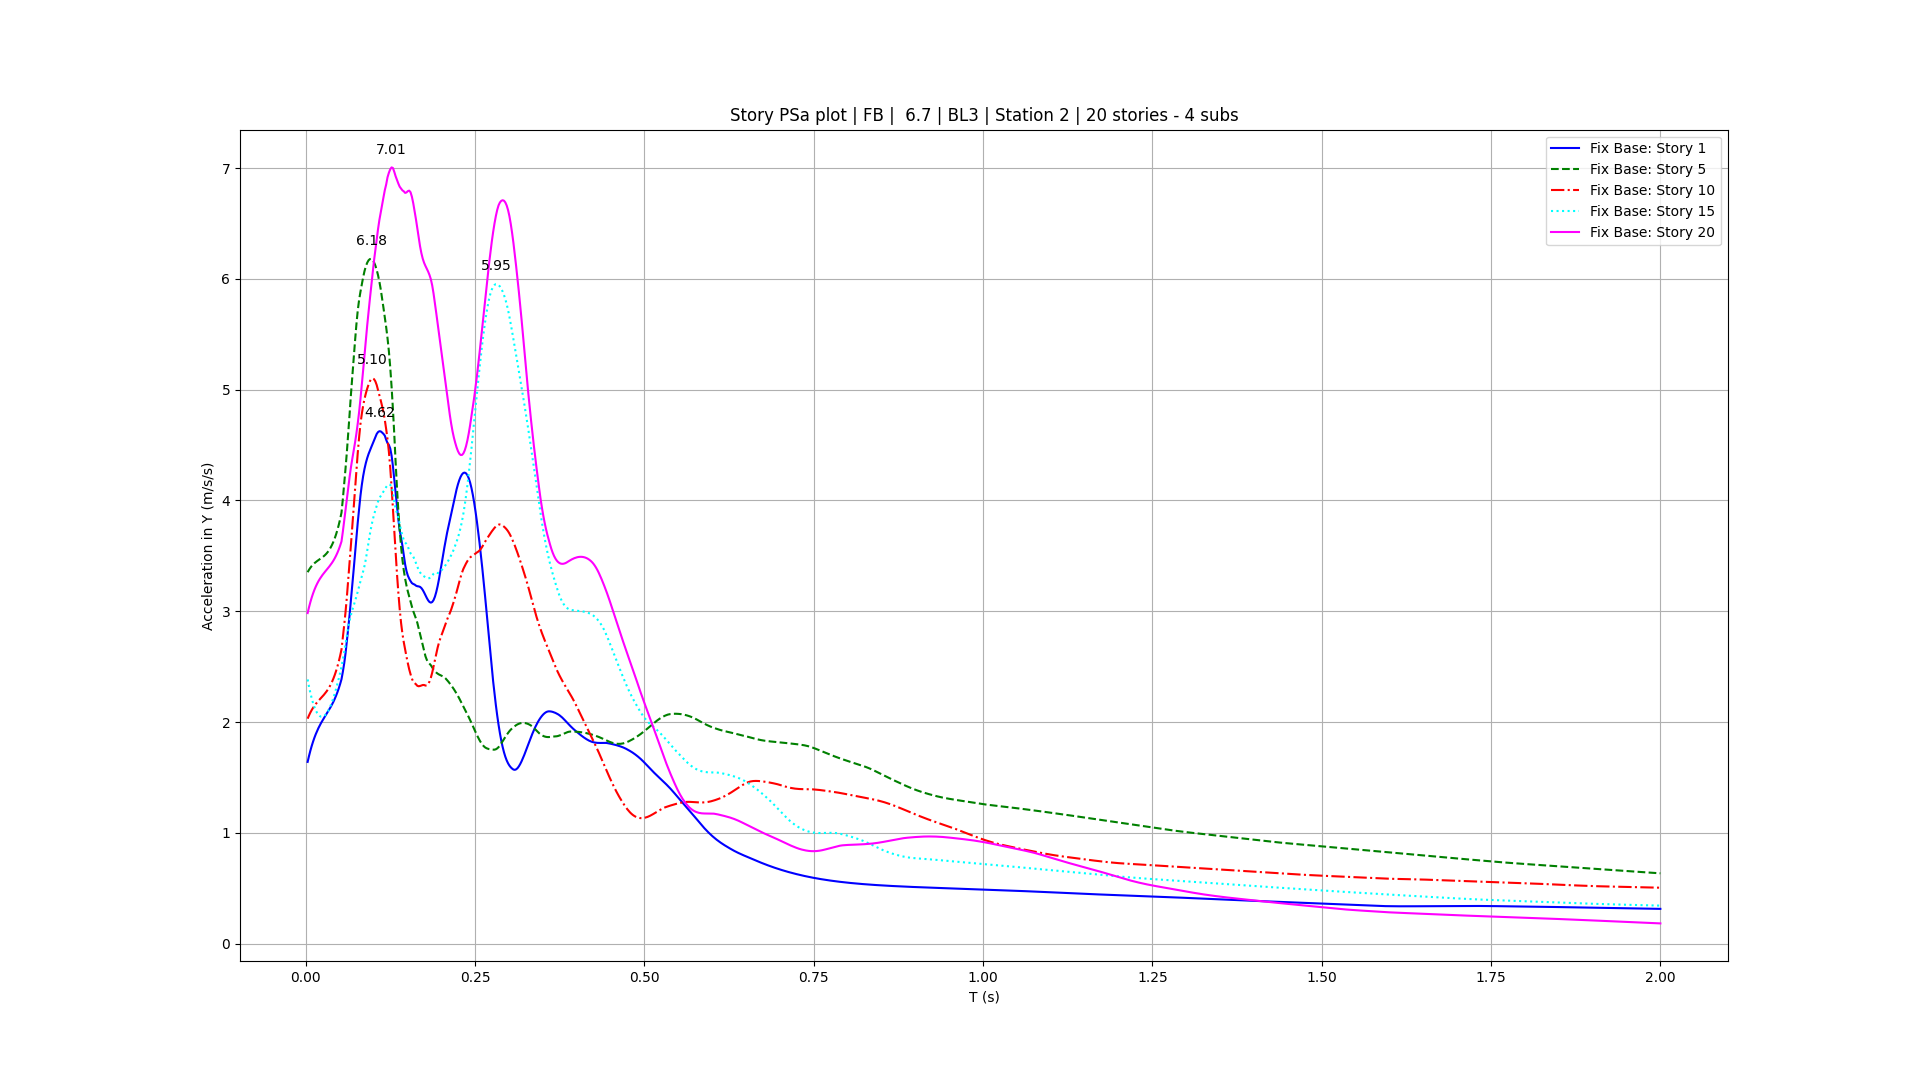 Story PSa plot | FB |  6.7 | BL3 | Station 2 | 20 stories - 4 subs
Fix Base: Story 1
Fix Base: Story 5
Fix Base: Story 10
Fix Base: Story 15
Fix Base: Story 20
7.01
6.18
5.95
5.10
4.62
Acceleration in Y (m/s/s)
7
6
5
4
3
2
1
0
0.00 0.25 0.50 0.75 1.00 1.25 1.50 1.75 2.00
T (s)